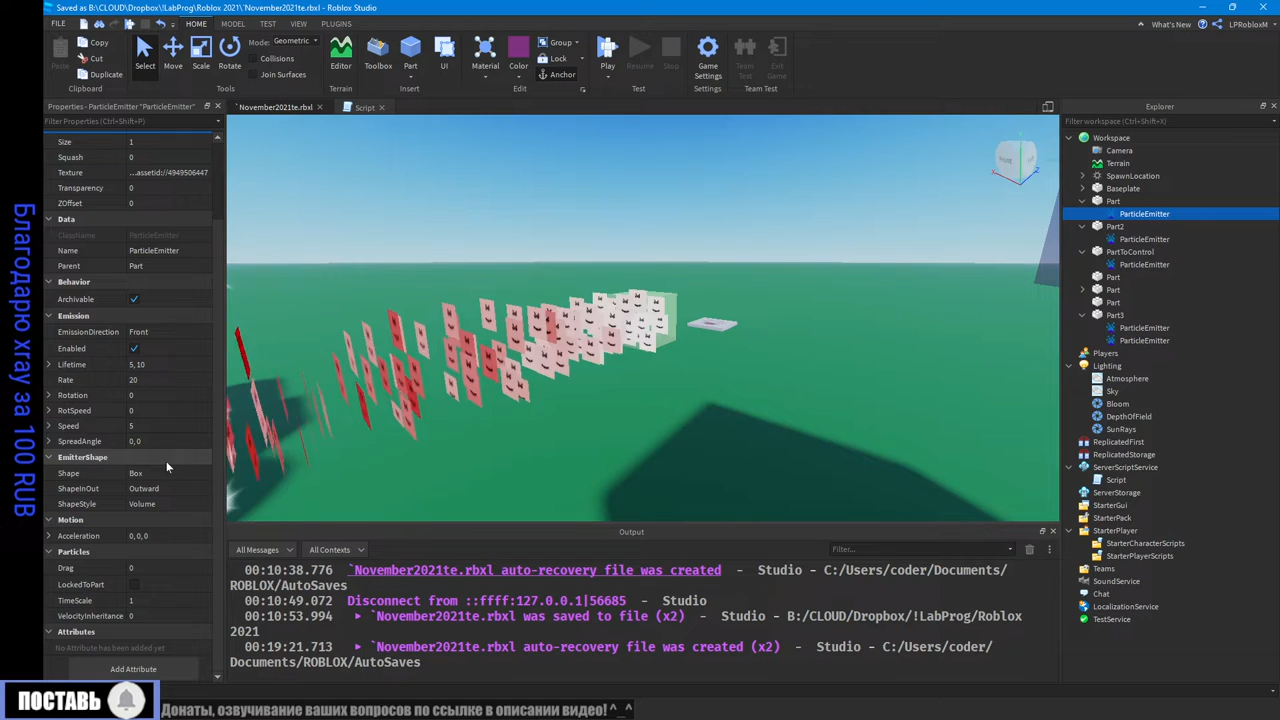 Saved as B:\CLOUD\Dropbox\!LabProg\Roblox 2021\`November2021te.rbxl - Roblox Studio
FILE
HOME
MODEL
TEST
VIEW
PLUGINS
What's New
LPRobloxM
Paste
Copy
Cut
Duplicate
Clipboard
Select
Move
Scale
Rotate
Mode: Geometric
Collisions
Join Surfaces
Tools
Editor
Terrain
Toolbox
Part
UI
Insert
Material
Color
Group
Lock
Anchor
Edit
Play
Resume
Stop
Test
Game Settings
Settings
Team Test
Exit Game
Team Test
Properties - ParticleEmitter "ParticleEmitter"
Filter Properties (Ctrl+Shift+P)
Size 1
Squash 0
Texture ...assetid://4949506447
Transparency 0
ZOffset 0
Data
ClassName ParticleEmitter
Name ParticleEmitter
Parent Part
Behavior
Archivable
Emission
EmissionDirection Front
Enabled
Lifetime 5,10
Rate 20
Rotation 0
RotSpeed 0
Speed 5
SpreadAngle 0,0
EmitterShape
Shape Box
ShapeInOut Outward
ShapeStyle Volume
Motion
Acceleration 0, 0, 0
Particles
Drag 0
LockedToPart
TimeScale 1
VelocityInheritance 0
Attributes
No Attribute has been added yet
Add Attribute
`November2021te.rbxl
Script
Output
All Messages
All Contexts
Filter...
00:10:38.776 `November2021te.rbxl auto-recovery file was created - Studio - C:/Users/coder/Documents/
ROBLOX/AutoSaves
00:10:49.072 Disconnect from ::ffff:127.0.0.1|56685 - Studio
00:10:53.994 ▶ `November2021te.rbxl was saved to file (x2) - Studio - B:/CLOUD/Dropbox/!LabProg/Roblox
2021
00:19:21.713 ▶ `November2021te.rbxl auto-recovery file was created (x2) - Studio - C:/Users/coder/
Documents/ROBLOX/AutoSaves
Explorer
Filter workspace (Ctrl+Shift+X)
Workspace
Camera
Terrain
SpawnLocation
Baseplate
Part
ParticleEmitter
Part2
ParticleEmitter
PartToControl
ParticleEmitter
Part
Part
Part
Part3
ParticleEmitter
ParticleEmitter
Players
Lighting
Atmosphere
Sky
Bloom
DepthOfField
SunRays
ReplicatedFirst
ReplicatedStorage
ServerScriptService
Script
ServerStorage
StarterGui
StarterPack
StarterPlayer
StarterCharacterScripts
StarterPlayerScripts
Teams
SoundService
Chat
LocalizationService
TestService
Благодарю xray за 100 RUB
ПОСТАВЬ
Донаты, озвучивание ваших вопросов по ссылке в описании видео! ^_^